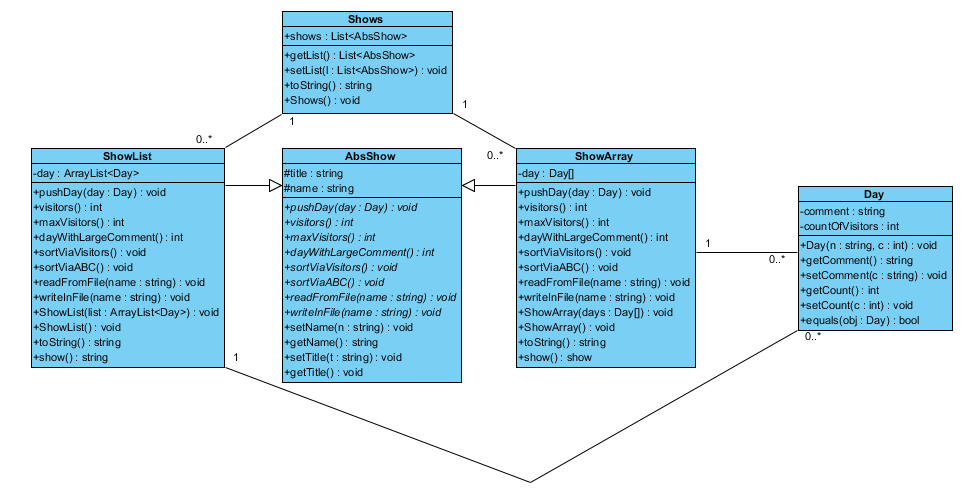 Shows
+shows : List<AbsShow>
+getList() : List<AbsShow>
+setList(l : List<AbsShow>) : void
+toString() : string
+Shows() : void
1
1
0..*
0..*
ShowList
-day : ArrayList<Day>
+pushDay(day : Day) : void
+visitors() : int
+maxVisitors() : int
+dayWithLargeComment() : int
+sortViaVisitors() : void
+sortViaABC() : void
+readFromFile(name : string) : void
+writeInFile(name : string) : void
+ShowList(list : ArrayList<Day>) : void
+ShowList() : void
+toString() : string
+show() : string
AbsShow
#title : string
#name : string
+pushDay(day : Day) : void
+visitors() : int
+maxVisitors() : int
+dayWithLargeComment() : int
+sortViaVisitors() : void
+sortViaABC() : void
+readFromFile(name : string) : void
+writeInFile(name : string) : void
+setName(n : string) : void
+getName() : string
+setTitle(t : string) : void
+getTitle() : void
ShowArray
-day : Day[]
+pushDay(day : Day) : void
+visitors() : int
+maxVisitors() : int
+dayWithLargeComment() : int
+sortViaVisitors() : void
+sortViaABC() : void
+readFromFile(name : string) : void
+writeInFile(name : string) : void
+ShowArray(days : Day[]) : void
+ShowArray() : void
+toString() : string
+show() : show
1
0..*
Day
-comment : string
-countOfVisitors : int
+Day(n : string, c : int) : void
+getComment() : string
+setComment(c : string) : void
+getCount() : int
+setCount(c : int) : void
+equals(obj : Day) : bool
0..*
1